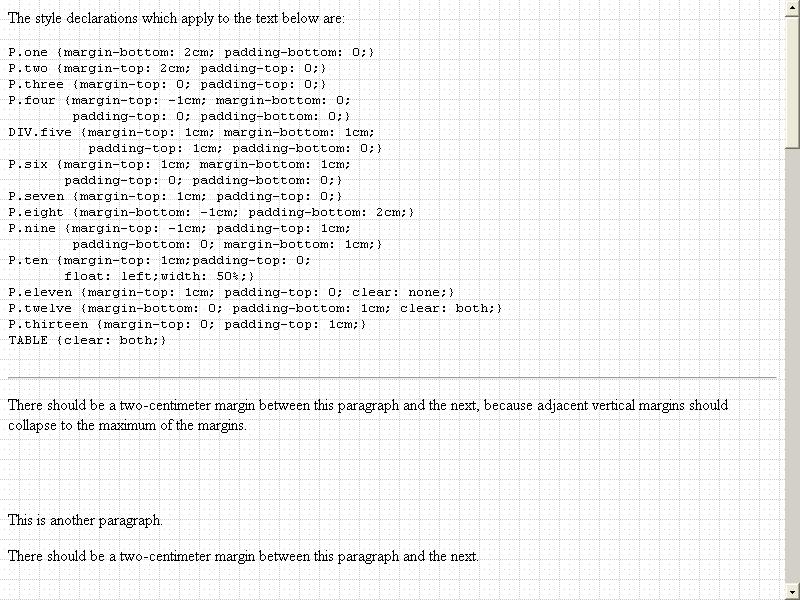 The style declarations which apply to the text below are:
P.one {margin-bottom: 2cm; padding-bottom: 0;}
P.two {margin-top: 2cm; padding-top: 0;}
P.three {margin-top: 0; padding-top: 0;}
P.four {margin-top: -1cm; margin-bottom: 0;
padding-top: 0; padding-bottom: 0;}
DIV.five {margin-top: 1cm; margin-bottom: 1cm;
padding-top: 1cm; padding-bottom: 0;}
P.six {margin-top: 1cm; margin-bottom: 1cm;
padding-top: 0; padding-bottom: 0;}
P.seven {margin-top: 1cm; padding-top: 0;}
P.eight {margin-bottom: -1cm; padding-bottom: 2cm;}
P.nine {margin-top: -1cm; padding-top: 1cm;
padding-bottom: 0; margin-bottom: 1cm;}
P.ten {margin-top: 1cm;padding-top: 0;
float: left;width: 50%;}
P.eleven {margin-top: 1cm; padding-top: 0; clear: none;}
P.twelve {margin-bottom: 0; padding-bottom: 1cm; clear: both;}
P.thirteen {margin-top: 0; padding-top: 1cm;}
TABLE {clear: both;}
There should be a two-centimeter margin between this paragraph and the next, because adjacent vertical margins should
collapse to the maximum of the margins.
This is another paragraph.
There should be a two-centimeter margin between this paragraph and the next.